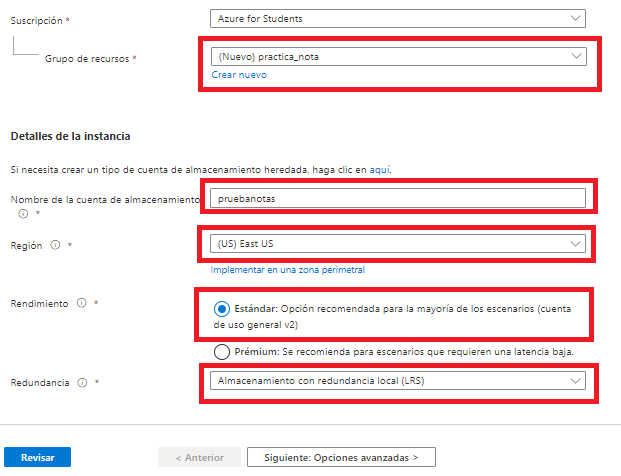 Suscripción *
Azure for Students
Grupo de recursos *
(Nuevo) practica_nota
Crear nuevo
Detalles de la instancia
Si necesita crear un tipo de cuenta de almacenamiento heredada, haga clic en aquí.
Nombre de la cuenta de almacenamiento *
pruebanotas
Región *
(US) East US
Implementar en una zona perimetral
Rendimiento *
Estándar: Opción recomendada para la mayoría de los escenarios (cuenta
de uso general v2)
Prémium: Se recomienda para escenarios que requieren una latencia baja.
Redundancia *
Almacenamiento con redundancia local (LRS)
Revisar
< Anterior
Siguiente: Opciones avanzadas >